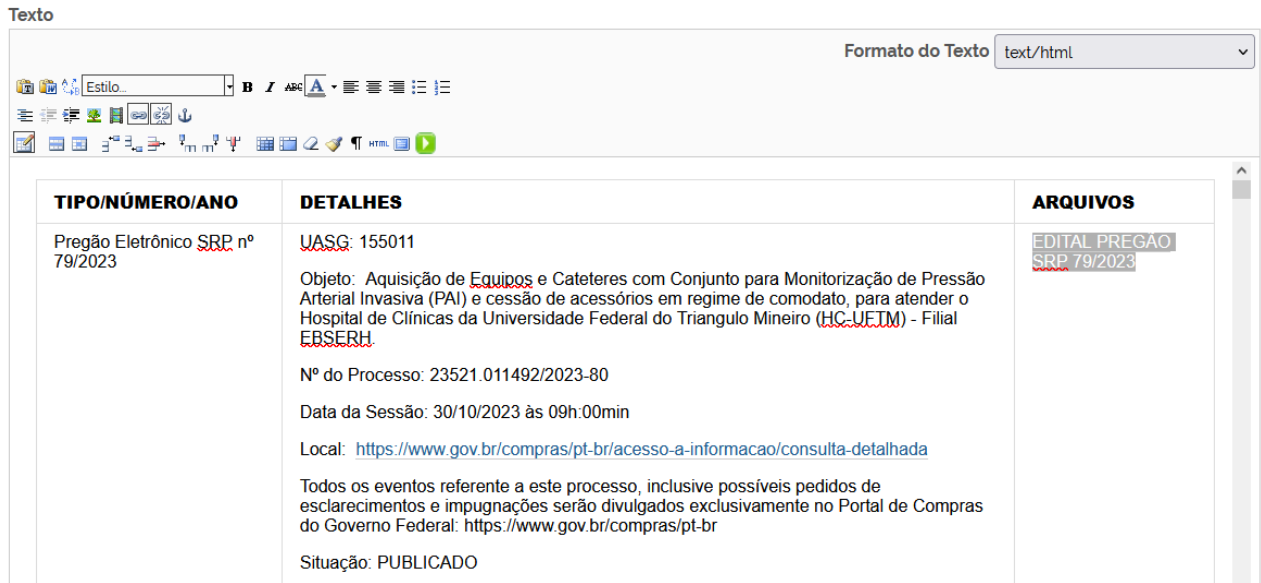 Texto
Formato do Texto text/html
Estilo... B I ABC A
HTML
TIPO/NÚMERO/ANO DETALHES ARQUIVOS
Pregão Eletrônico SRP nº
79/2023
UASG: 155011
Objeto:  Aquisição de Equipos e Cateteres com Conjunto para Monitorização de Pressão
Arterial Invasiva (PAI) e cessão de acessórios em regime de comodato, para atender o
Hospital de Clínicas da Universidade Federal do Triangulo Mineiro (HC-UFTM) - Filial
EBSERH.
Nº do Processo: 23521.011492/2023-80
Data da Sessão: 30/10/2023 às 09h:00min
Local:  https://www.gov.br/compras/pt-br/acesso-a-informacao/consulta-detalhada
Todos os eventos referente a este processo, inclusive possíveis pedidos de
esclarecimentos e impugnações serão divulgados exclusivamente no Portal de Compras
do Governo Federal: https://www.gov.br/compras/pt-br
Situação: PUBLICADO
EDITAL PREGÃO
SRP 79/2023